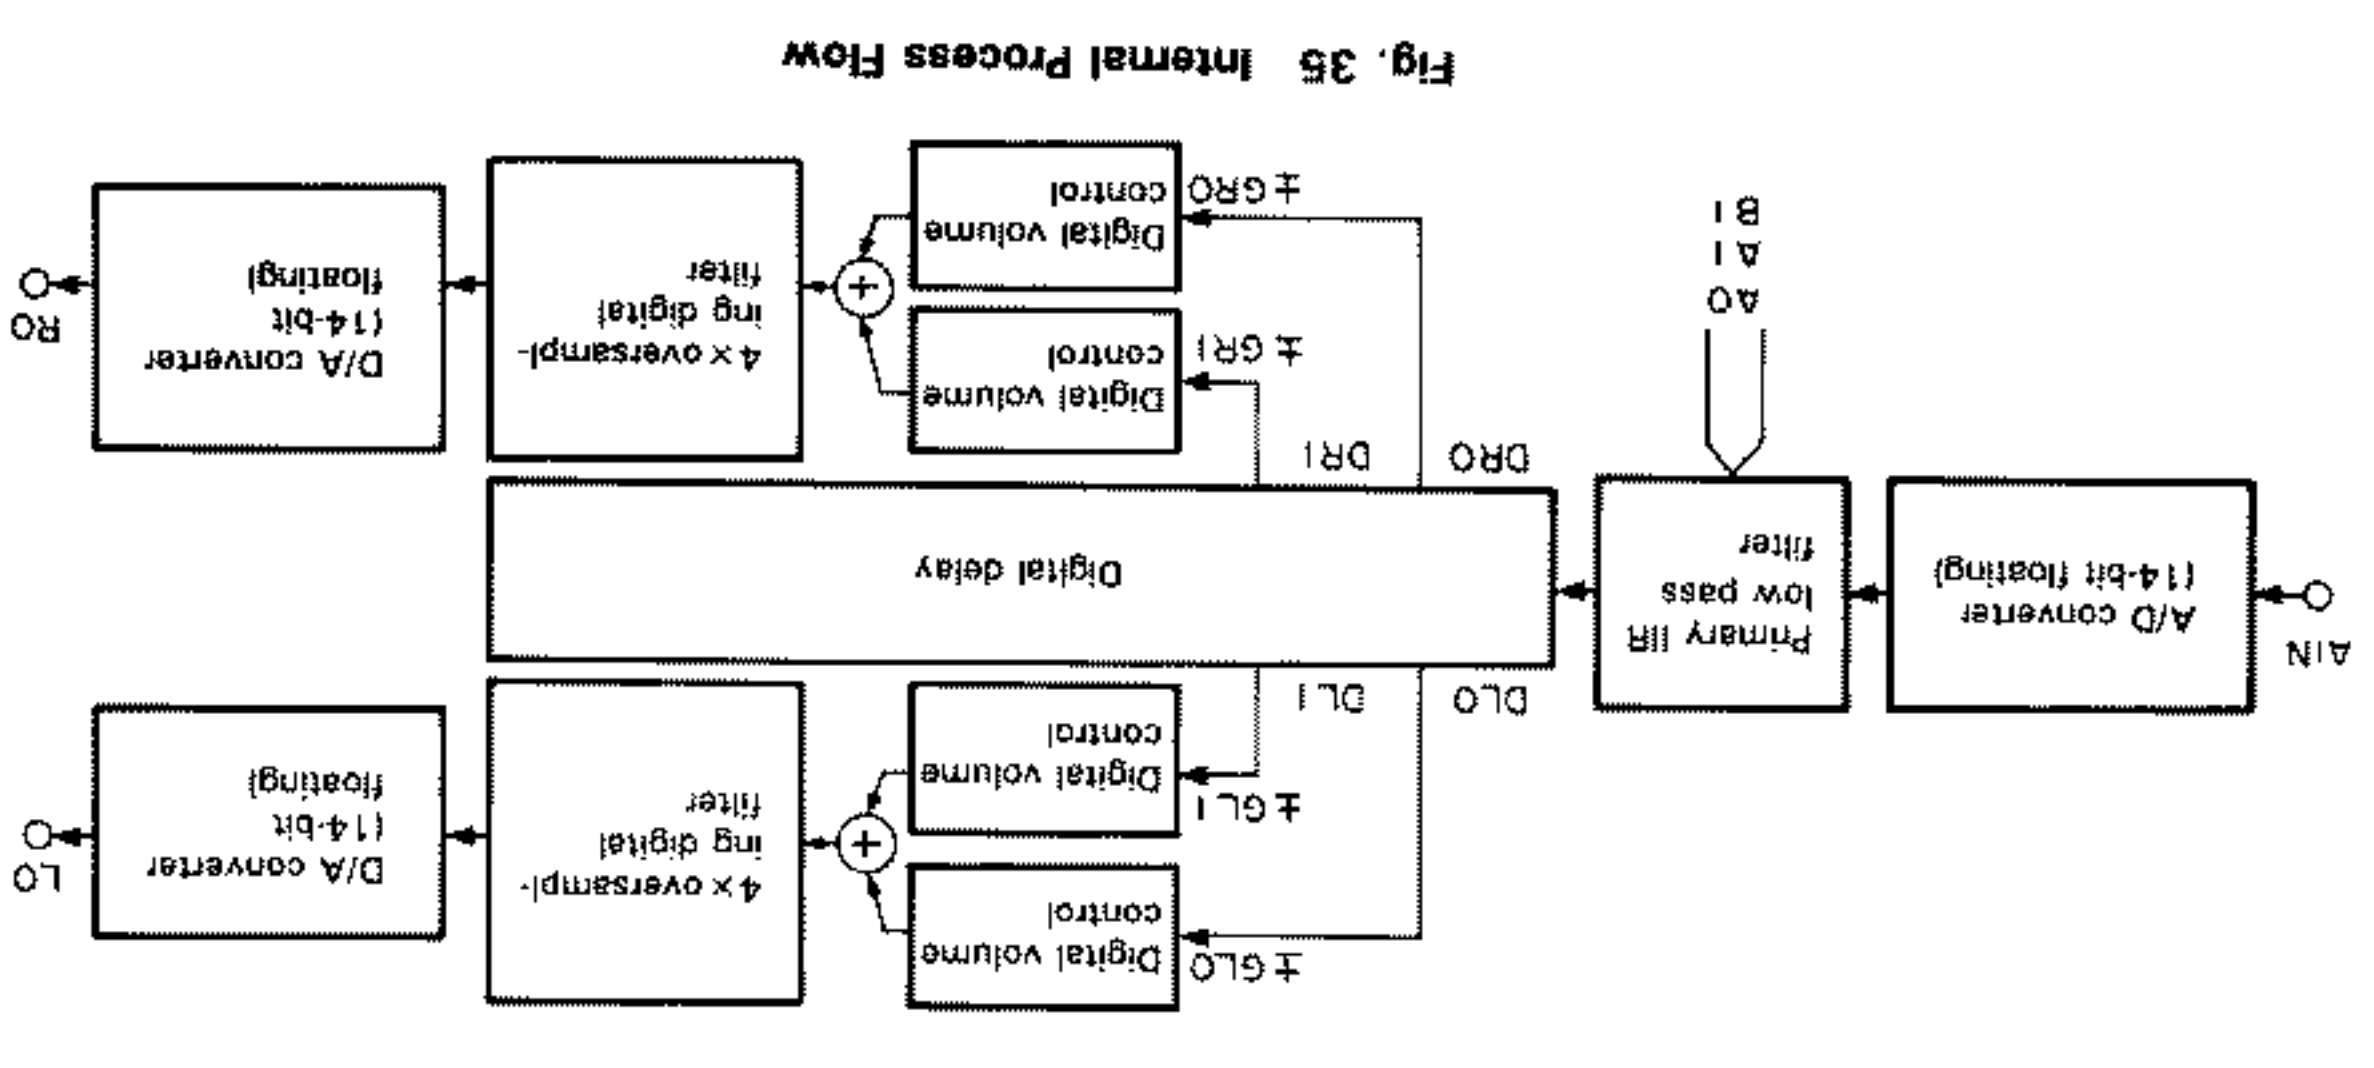 ± GL0
Digital volume
control
± GL1
Digital volume
control
DL0
DL1
4 × oversampl-
ing digital
filter
D/A converter
(14-bit
floating)
LO
AIN
A/D converter
(14-bit floating)
Primary IIR
low pass
filter
Digital delay
DR0
DR1
A0
A1
B1
± GR1
Digital volume
control
± GR0
Digital volume
control
4 × oversampl-
ing digital
filter
D/A converter
(14-bit
floating)
RO
Fig. 35 Internal Process Flow